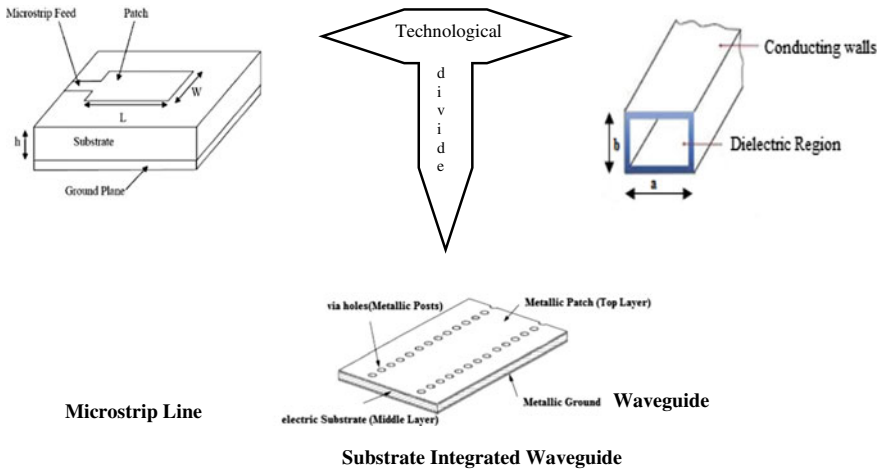 Microstrip Feed
Patch
W
L
h
Substrate
Ground Plane
Technological
d
i
v
i
d
e
Conducting walls
Dielectric Region
b
a
via holes(Metallic Posts)
Metallic Patch (Top Layer)
electric Substrate (Middle Layer)
Metallic Ground
Microstrip Line
Waveguide
Substrate Integrated Waveguide